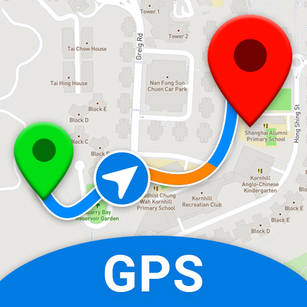 Tower 1
Tower 2
Greig Rd
Tai Chow House
Tai Hing House
Nan Fung Sun
Chuen Car Park
Block E
Block D
Block C
Hong Shing St
Shanghai Alumni
Primary School
Kornhill
Anglo-Chinese
Kindergarten
Chial Chung
Wah Kornhill
Primary School
Kornhill
Recreation Club
Quarry Bay
Reservoir Garden
Block E
Block D
GPS